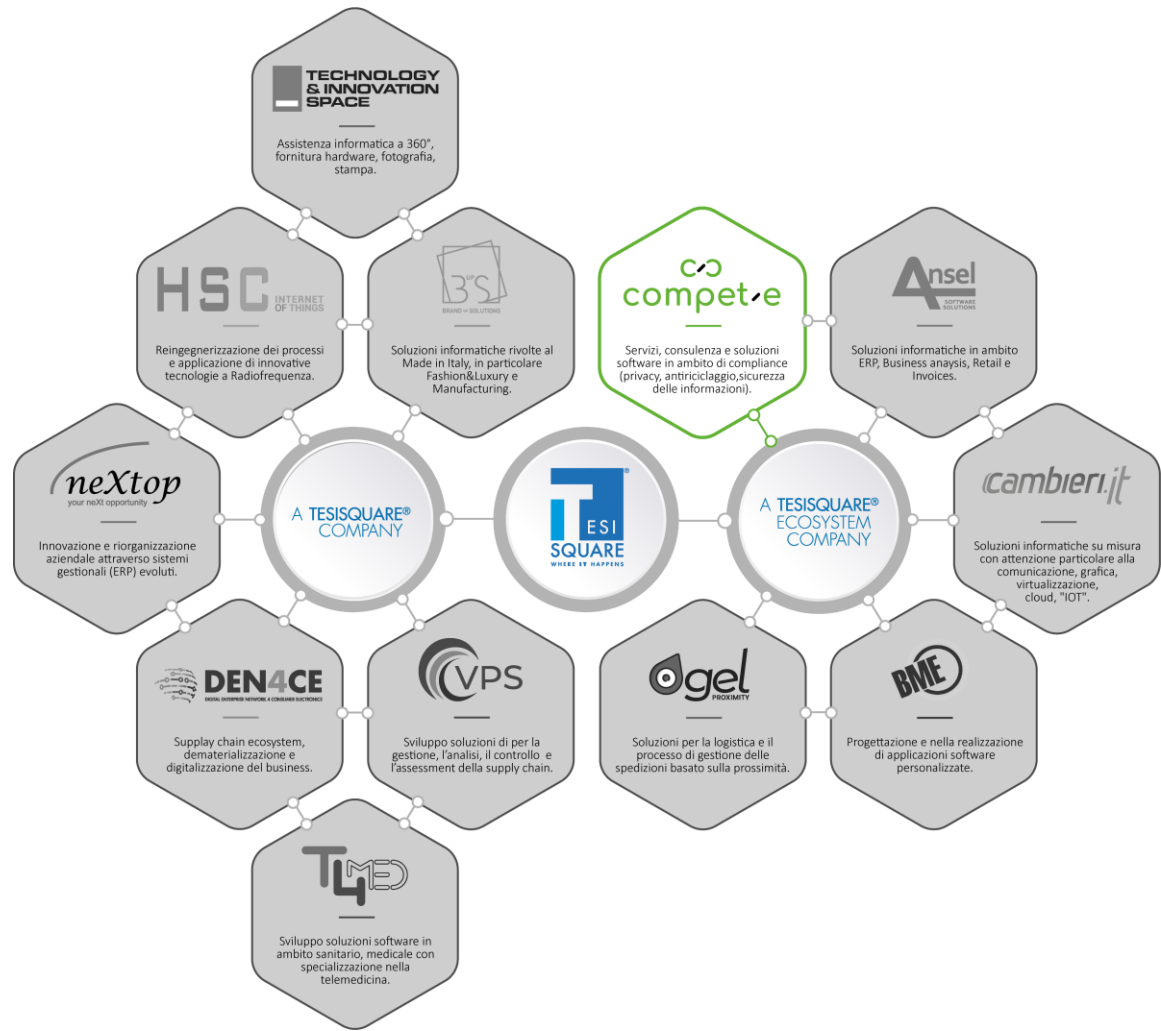 TECHNOLOGY
& INNOVATION
SPACE
Assistenza informatica a 360°,
fornitura hardware, fotografia,
stampa.
HSC INTERNET
OF THINGS
Reingegnerizzazione dei processi
e applicazione di innovative
tecnologie a Radiofrequenza.
B UP S
BRAND UP SOLUTIONS
Soluzioni informatiche rivolte al
Made in Italy, in particolare
Fashion&Luxury e
Manufacturing.
compet-e
Servizi, consulenza e soluzioni
software in ambito di compliance
(privacy, antiriciclaggio,sicurezza
delle informazioni).
Ansel
SOFTWARE
SOLUTIONS
Soluzioni informatiche in ambito
ERP, Business anaysis, Retail e
Invoices.
neXtop
your neXt opportunity
Innovazione e riorganizzazione
aziendale attraverso sistemi
gestionali (ERP) evoluti.
A TESISQUARE®
COMPANY
TESI®
SQUARE
WHERE IT HAPPENS
A TESISQUARE®
ECOSYSTEM
COMPANY
cambieri.it
Soluzioni informatiche su misura
con attenzione particolare alla
comunicazione, grafica,
virtualizzazione,
cloud, "IOT".
DEN4CE
DIGITAL ENTERPRISE NETWORK 4 CONSUMER ELECTRONICS
Supplay chain ecosystem,
dematerializzazione e
digitalizzazione del business.
VPS
Sviluppo soluzioni di per la
gestione, l'analisi, il controllo e
l'assessment della supply chain.
gel
PROXIMITY
Soluzioni per la logistica e il
processo di gestione delle
spedizioni basato sulla prossimità.
BME
Progettazione e nella realizzazione
di applicazioni software
personalizzate.
T4MED
Sviluppo soluzioni software in
ambito sanitario, medicale con
specializzazione nella
telemedicina.